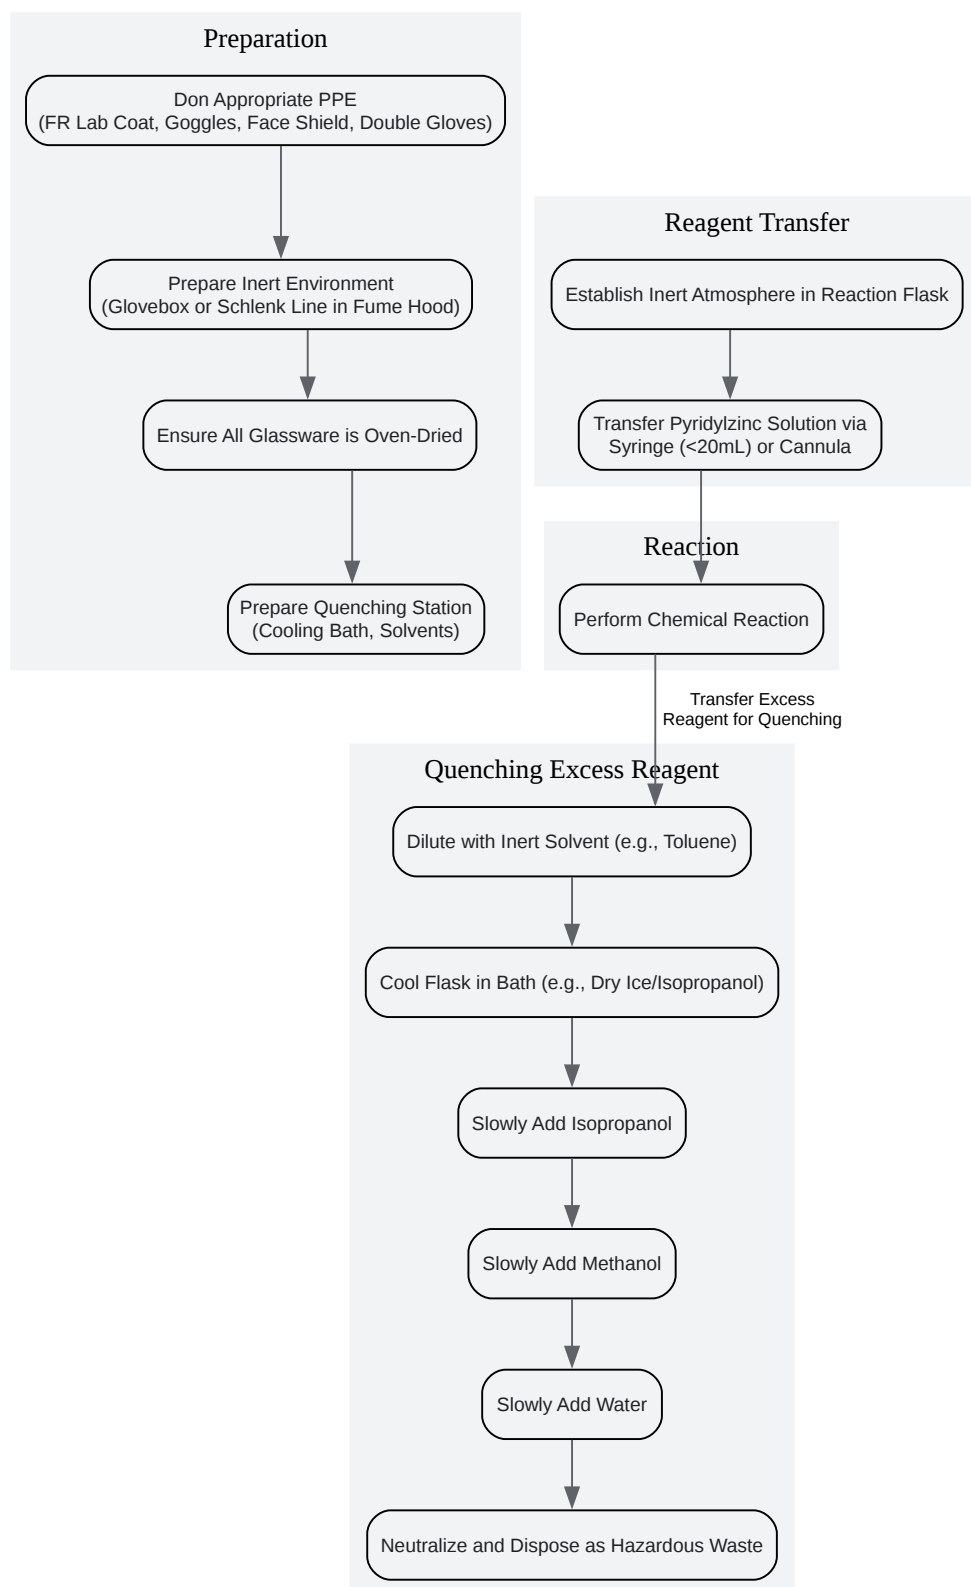 Preparation
Don Appropriate PPE
(FR Lab Coat, Goggles, Face Shield, Double Gloves)
Prepare Inert Environment
(Glovebox or Schlenk Line in Fume Hood)
Ensure All Glassware is Oven-Dried
Prepare Quenching Station
(Cooling Bath, Solvents)
Reagent Transfer
Establish Inert Atmosphere in Reaction Flask
Transfer Pyridylzinc Solution via
Syringe (<20mL) or Cannula
Reaction
Perform Chemical Reaction
Transfer Excess
Reagent for Quenching
Quenching Excess Reagent
Dilute with Inert Solvent (e.g., Toluene)
Cool Flask in Bath (e.g., Dry Ice/Isopropanol)
Slowly Add Isopropanol
Slowly Add Methanol
Slowly Add Water
Neutralize and Dispose as Hazardous Waste